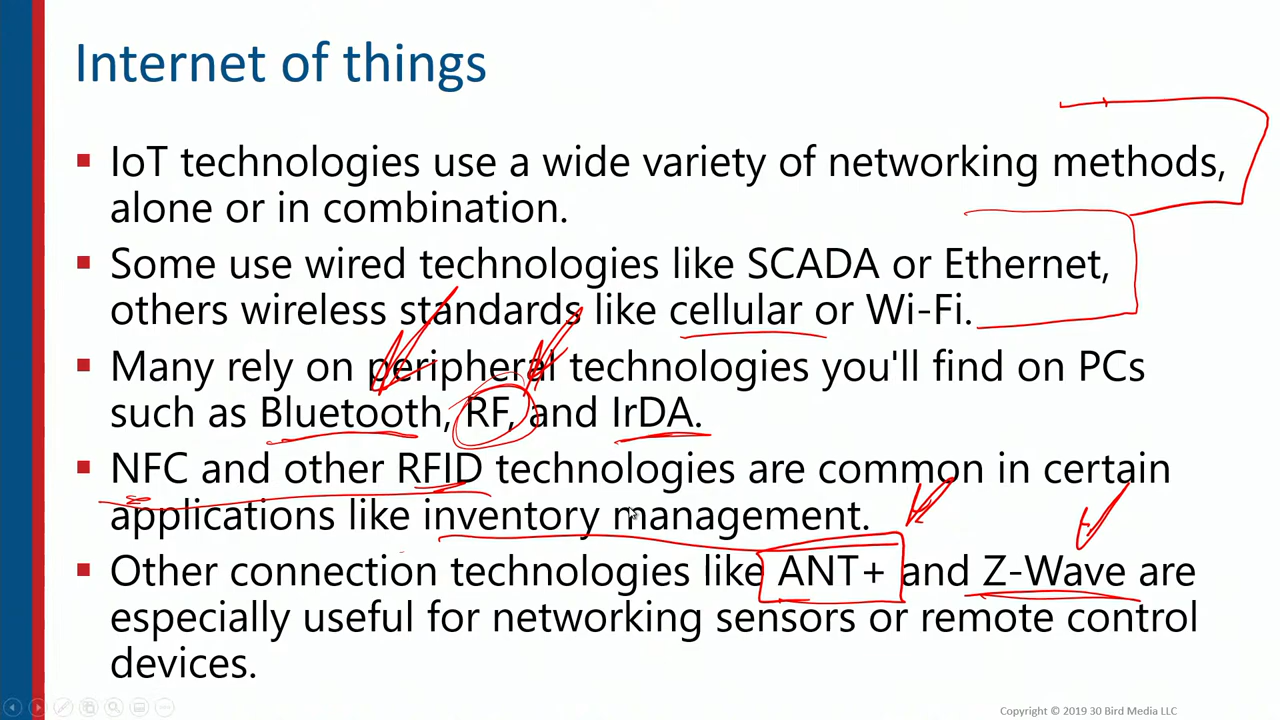 Internet of things
IoT technologies use a wide variety of networking methods,
alone or in combination.
Some use wired technologies like SCADA or Ethernet,
others wireless standards like cellular or Wi-Fi.
Many rely on peripheral technologies you'll find on PCs
such as Bluetooth, RF, and IrDA.
NFC and other RFID technologies are common in certain
applications like inventory management.
Other connection technologies like ANT+ and Z-Wave are
especially useful for networking sensors or remote control
devices.
Copyright © 2019 30 Bird Media LLC